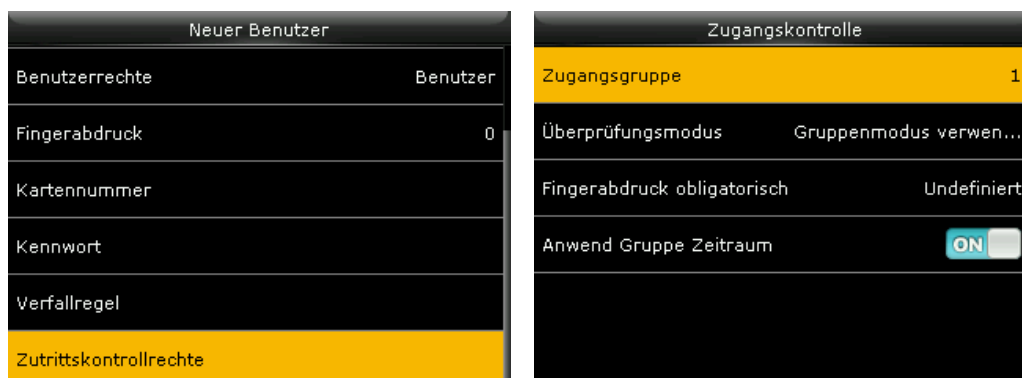 Neuer Benutzer
Benutzerrechte Benutzer
Fingerabdruck 0
Kartennummer
Kennwort
Verfallregel
Zutrittskontrollrechte
Zugangskontrolle
Zugangsgruppe 1
Überprüfungsmodus Gruppenmodus verwen...
Fingerabdruck obligatorisch Undefiniert
Anwend Gruppe Zeitraum ON